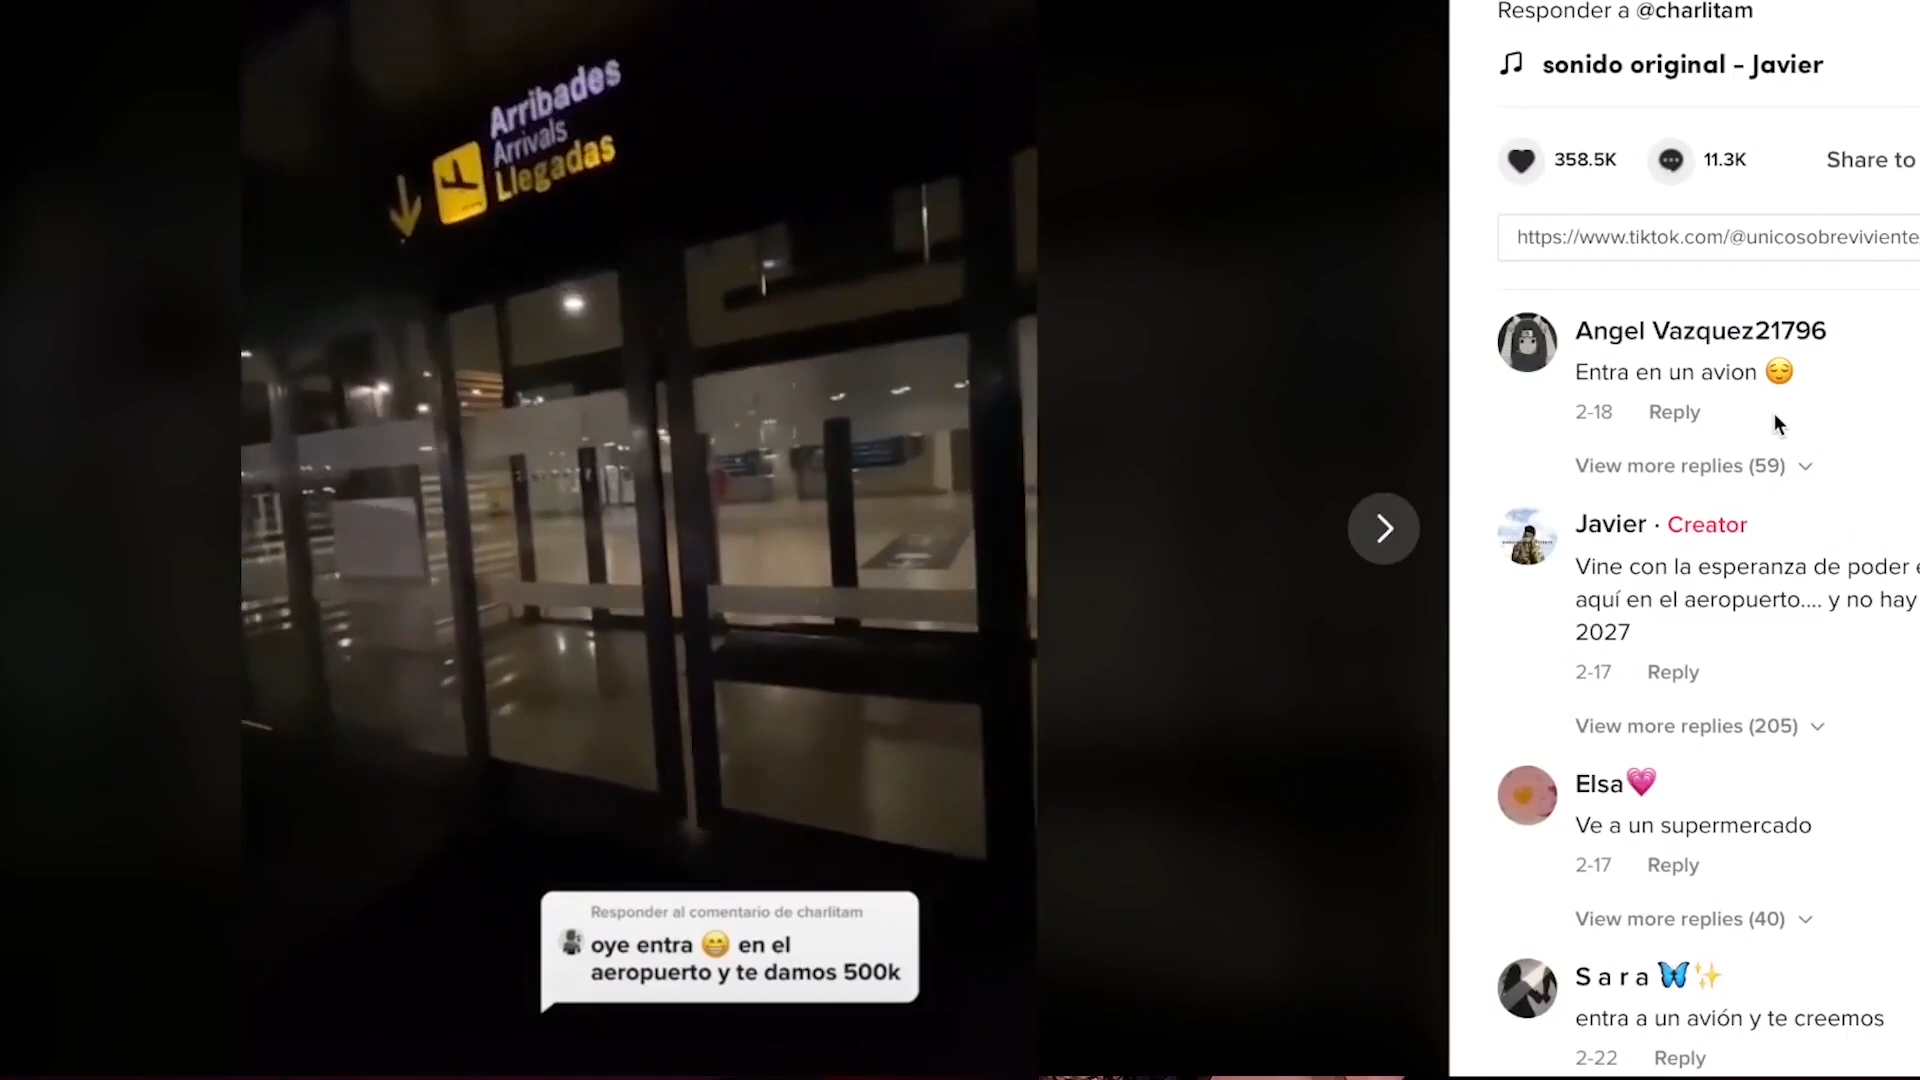 Arribades
Arrivals
Llegadas
Responder al comentario de charlitam
oye entra 😁 en el
aeropuerto y te damos 500k
Responder a @charlitam
sonido original - Javier
358.5K
11.3K
Share to
https://www.tiktok.com/@unicosobreviviente
Angel Vazquez21796
Entra en un avion 😌
2-18 Reply
View more replies (59)
Javier · Creator
Vine con la esperanza de poder e
aquí en el aeropuerto.... y no hay
2027
2-17 Reply
View more replies (205)
Elsa💗
Ve a un supermercado
2-17 Reply
View more replies (40)
S a r a 🦋✨
entra a un avión y te creemos
2-22 Reply